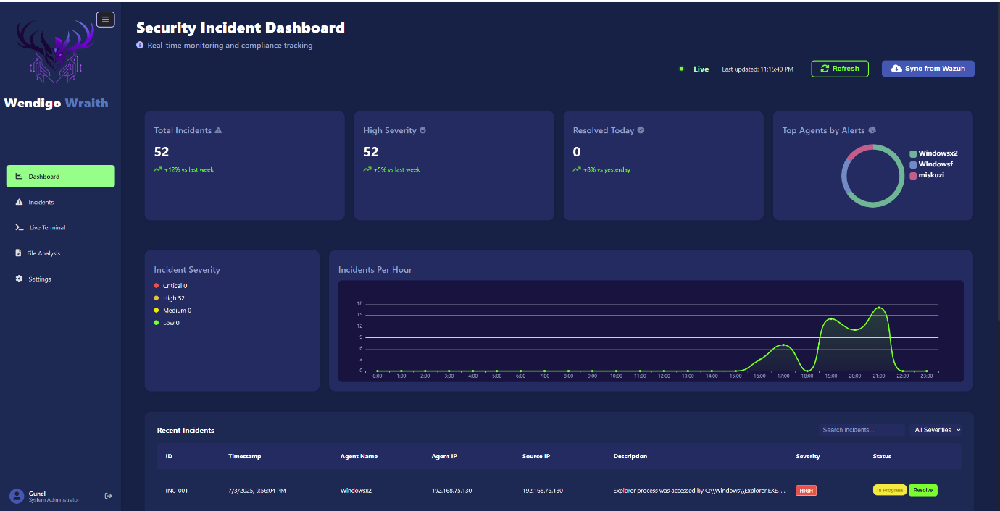 Security Incident Dashboard
Real-time monitoring and compliance tracking
Live Last updated: 11:15:40 PM Refresh Sync from Wazuh
Wendigo Wraith
Dashboard
Incidents
Live Terminal
File Analysis
Settings
Gunel
System Administrator
Total Incidents
52
+12% vs last week
High Severity
52
+5% vs last week
Resolved Today
0
+8% vs yesterday
Top Agents by Alerts
Windowsx2
WIndowsf
miskuzi
Incident Severity
Critical 0
High 52
Medium 0
Low 0
Incidents Per Hour
18
15
12
9
6
3
0
0:00 1:00 2:00 3:00 4:00 5:00 6:00 7:00 8:00 9:00 10:00 11:00 12:00 13:00 14:00 15:00 16:00 17:00 18:00 19:00 20:00 21:00 22:00 23:00
Recent Incidents Search incidents... All Severities
ID Timestamp Agent Name Agent IP Source IP Description Severity Status
INC-001 7/3/2025, 9:56:04 PM Windowsx2 192.168.75.130 192.168.75.130 Explorer process was accessed by C:\\Windows\\Explorer.EXE, ... HIGH In Progress Resolve